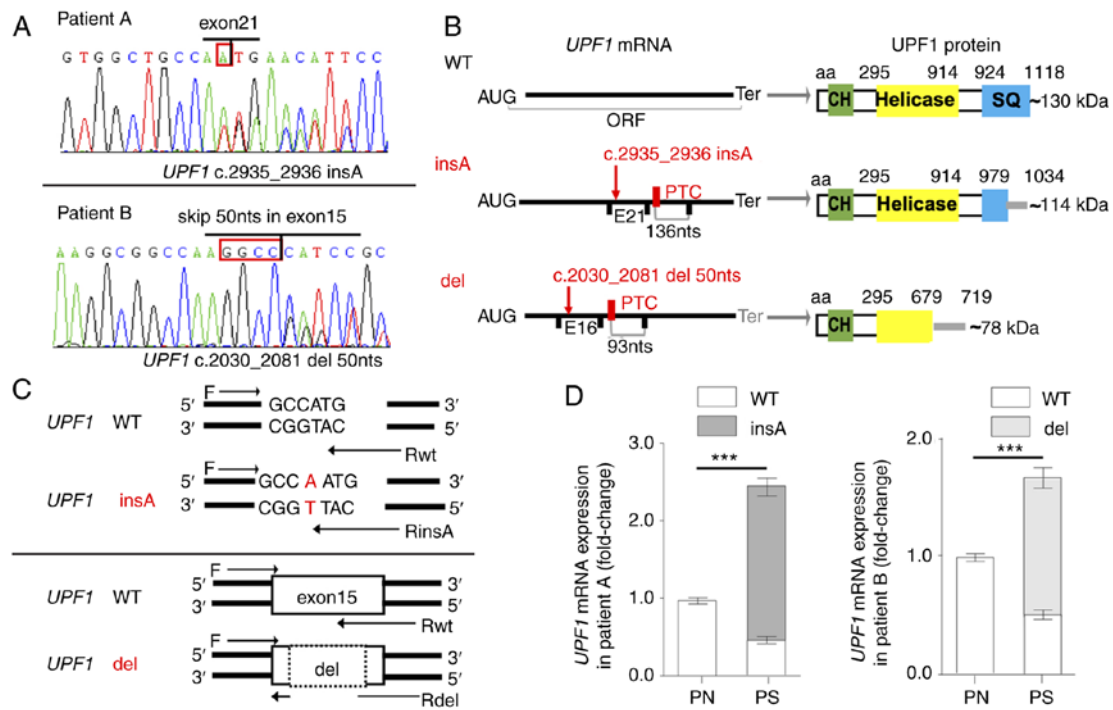 A
Patient A
exon21
GTGGCTGCCAATGAACATTCC
UPF1 c.2935_2936 insA
Patient B
skip 50nts in exon15
AAGGCGGCCAAGGCCCATCCGC
UPF1 c.2030_2081 del 50nts
B
UPF1 mRNA
UPF1 protein
WT
AUG
Ter
ORF
aa 295 914 924 1118
CH Helicase SQ ~130 kDa
insA
c.2935_2936 insA
PTC
AUG
Ter
E21
136nts
aa 295 914 979 1034
CH Helicase ~114 kDa
del
c.2030_2081 del 50nts
PTC
AUG
Ter
E16
93nts
aa 295 679 719
CH ~78 kDa
C
F
UPF1 WT 5′ GCCATG 3′
3′ CGGTAC 5′
Rwt
F
UPF1 insA 5′ GCC A ATG 3′
3′ CGG T TAC 5′
RinsA
F
UPF1 WT 5′ exon15 3′
3′ 5′
Rwt
F
UPF1 del 5′ del 3′
3′ 5′
Rdel
D
WT
insA
UPF1 mRNA expression
in patient A (fold-change)
3.0
2.0
1.0
0.0
***
PN PS
WT
del
UPF1 mRNA expression
in patient B (fold-change)
2.0
1.0
0.0
***
PN PS